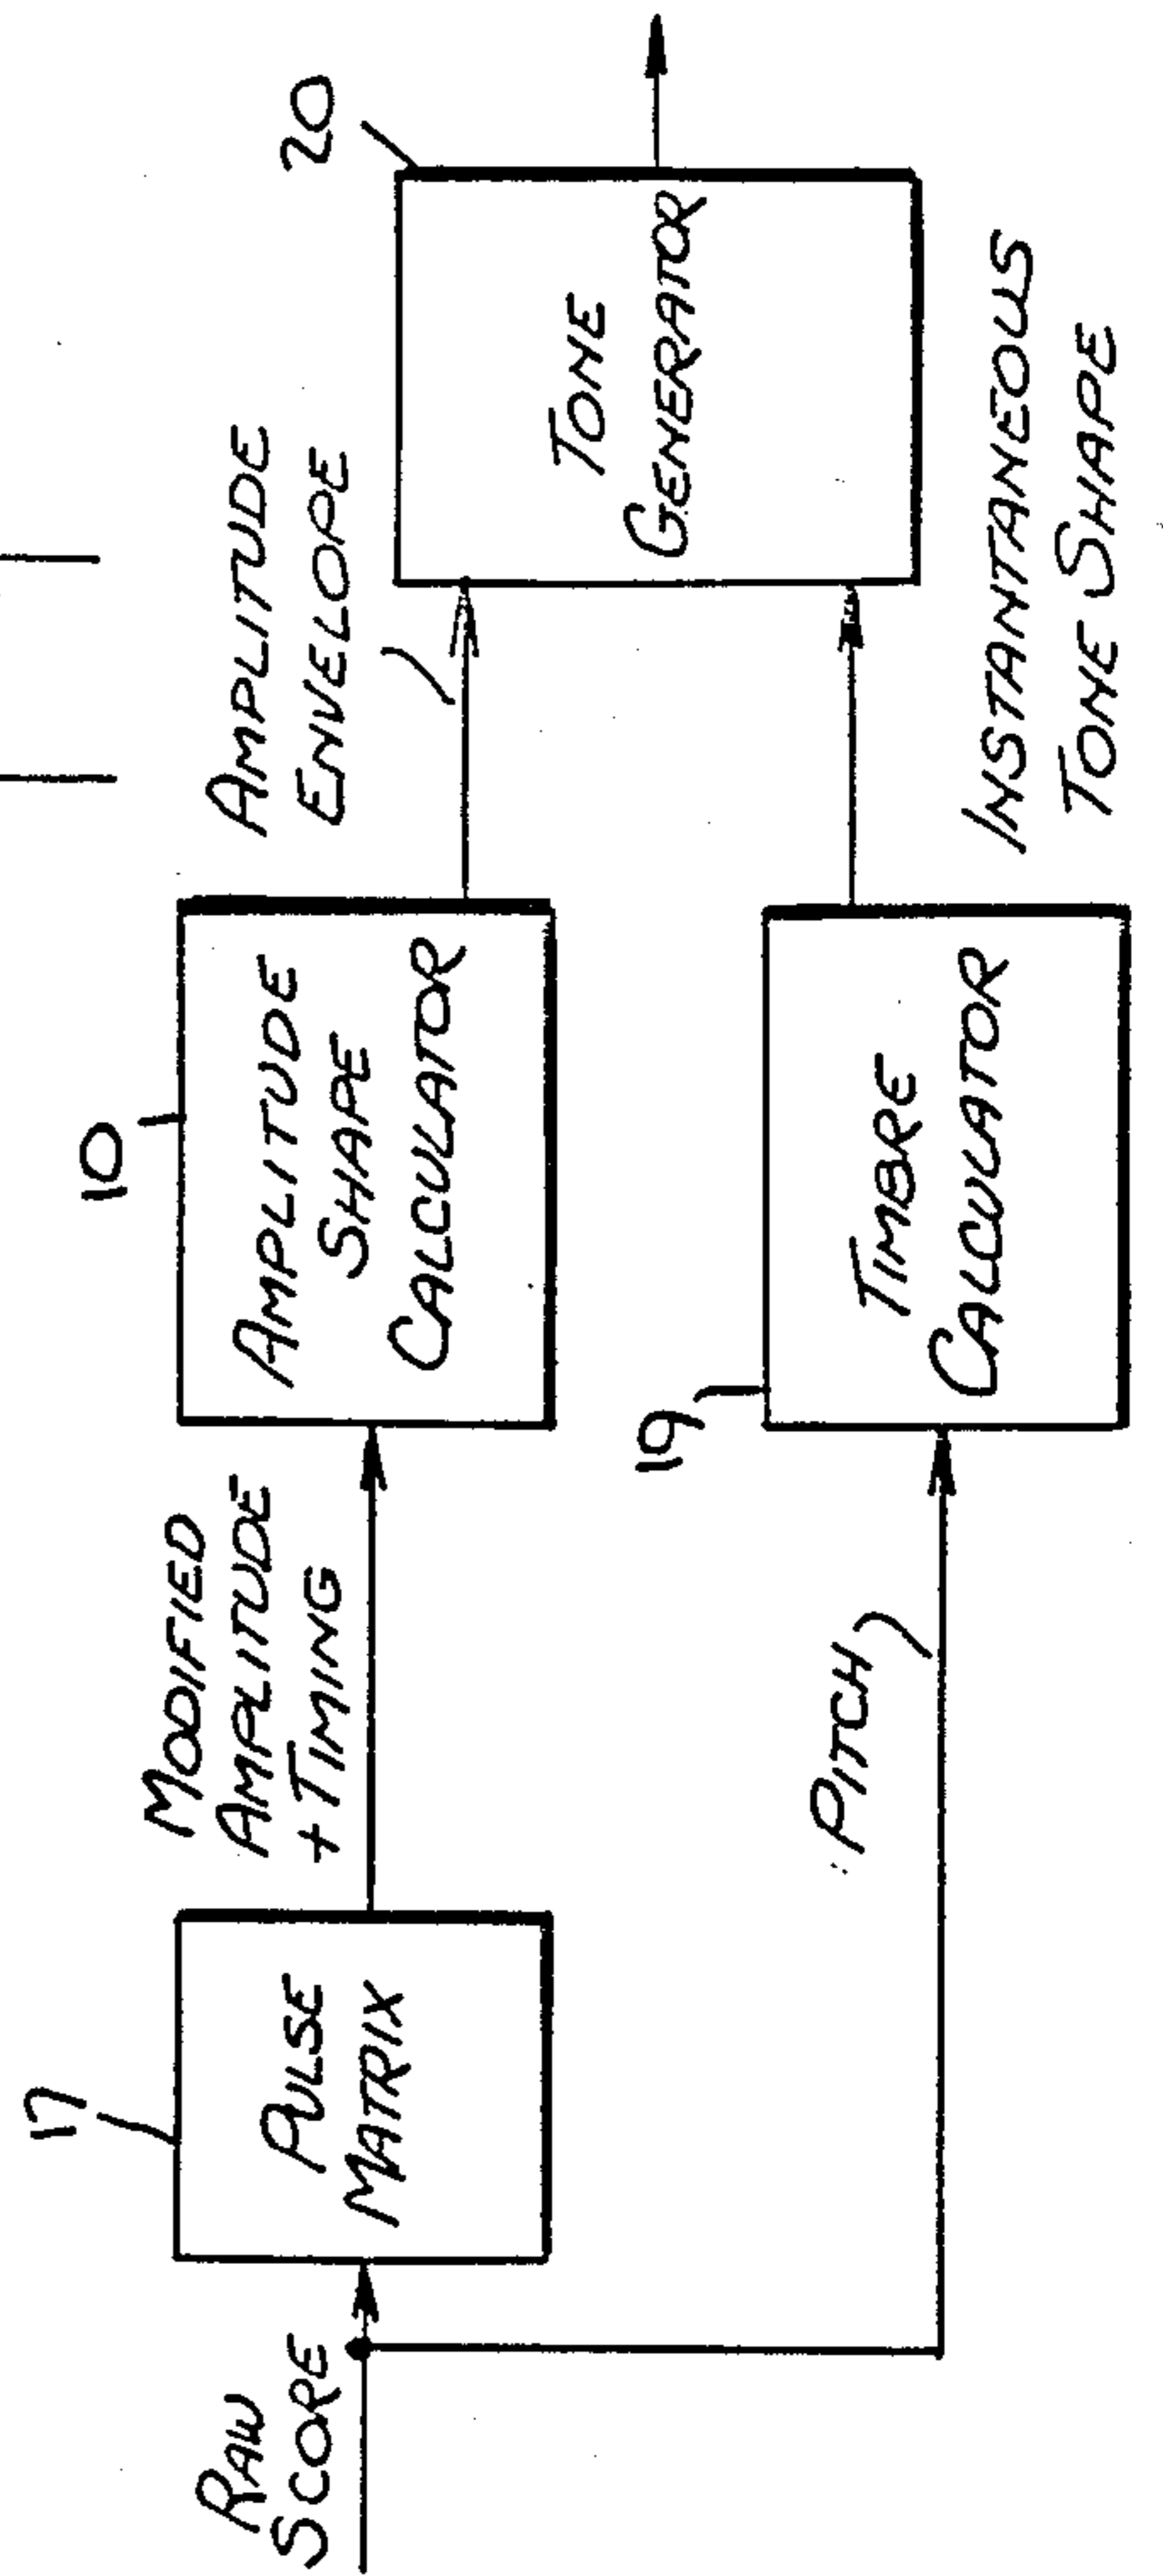 RAW
SCORE
17
PULSE
MATRIX
MODIFIED
AMPLITUDE
+ TIMING
10
AMPLITUDE
SHAPE
CALCULATOR
AMPLITUDE
ENVELOPE
20
TONE
GENERATOR
PITCH
19
TIMBRE
CALCULATOR
INSTANTANEOUS
TONE SHAPE